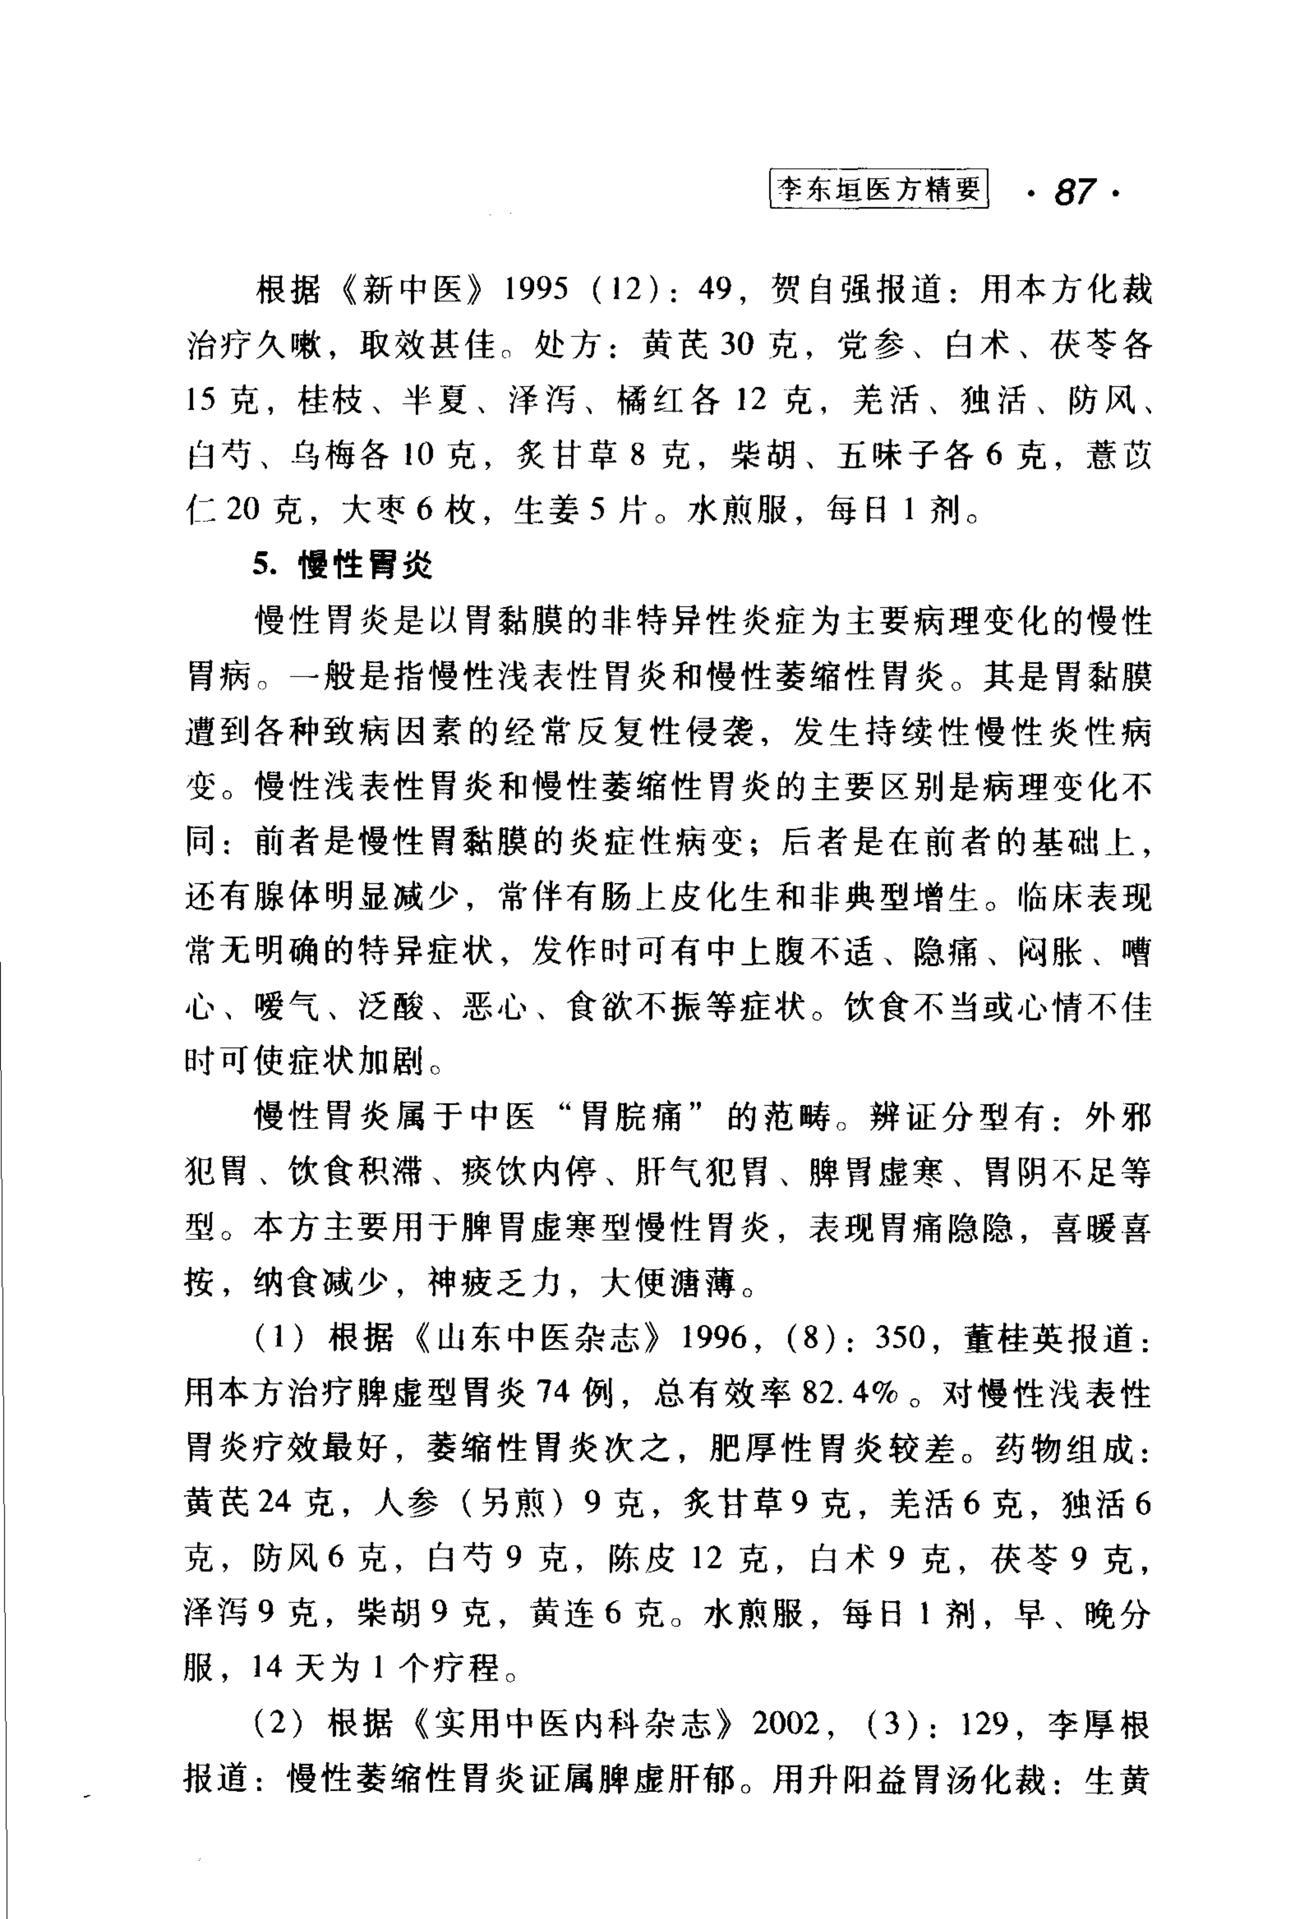 李东垣医方精要 · 87 ·
根据《新中医》1995（12）：49，贺自强报道：用本方化裁
治疗久嗽，取效甚佳。处方：黄芪 30 克，党参、白术、茯苓各
15 克，桂枝、半夏、泽泻、橘红各 12 克，羌活、独活、防风、
白芍、乌梅各 10 克，炙甘草 8 克，柴胡、五味子各 6 克，薏苡
仁 20 克，大枣 6 枚，生姜 5 片。水煎服，每日 1 剂。
5. 慢性胃炎
慢性胃炎是以胃黏膜的非特异性炎症为主要病理变化的慢性
胃病。一般是指慢性浅表性胃炎和慢性萎缩性胃炎。其是胃黏膜
遭到各种致病因素的经常反复性侵袭，发生持续性慢性炎性病
变。慢性浅表性胃炎和慢性萎缩性胃炎的主要区别是病理变化不
同：前者是慢性胃黏膜的炎症性病变；后者是在前者的基础上，
还有腺体明显减少，常伴有肠上皮化生和非典型增生。临床表现
常无明确的特异症状，发作时可有中上腹不适、隐痛、闷胀、嘈
心、嗳气、泛酸、恶心、食欲不振等症状。饮食不当或心情不佳
时可使症状加剧。
慢性胃炎属于中医“胃脘痛”的范畴。辨证分型有：外邪
犯胃、饮食积滞、痰饮内停、肝气犯胃、脾胃虚寒、胃阴不足等
型。本方主要用于脾胃虚寒型慢性胃炎，表现胃痛隐隐，喜暖喜
按，纳食减少，神疲乏力，大便溏薄。
（1）根据《山东中医杂志》1996，（8）：350，董桂英报道：
用本方治疗脾虚型胃炎 74 例，总有效率 82.4%。对慢性浅表性
胃炎疗效最好，萎缩性胃炎次之，肥厚性胃炎较差。药物组成：
黄芪 24 克，人参（另煎）9 克，炙甘草 9 克，羌活 6 克，独活 6
克，防风 6 克，白芍 9 克，陈皮 12 克，白术 9 克，茯苓 9 克，
泽泻 9 克，柴胡 9 克，黄连 6 克。水煎服，每日 1 剂，早、晚分
服，14 天为 1 个疗程。
（2）根据《实用中医内科杂志》2002，（3）：129，李厚根
报道：慢性萎缩性胃炎证属脾虚肝郁。用升阳益胃汤化裁：生黄